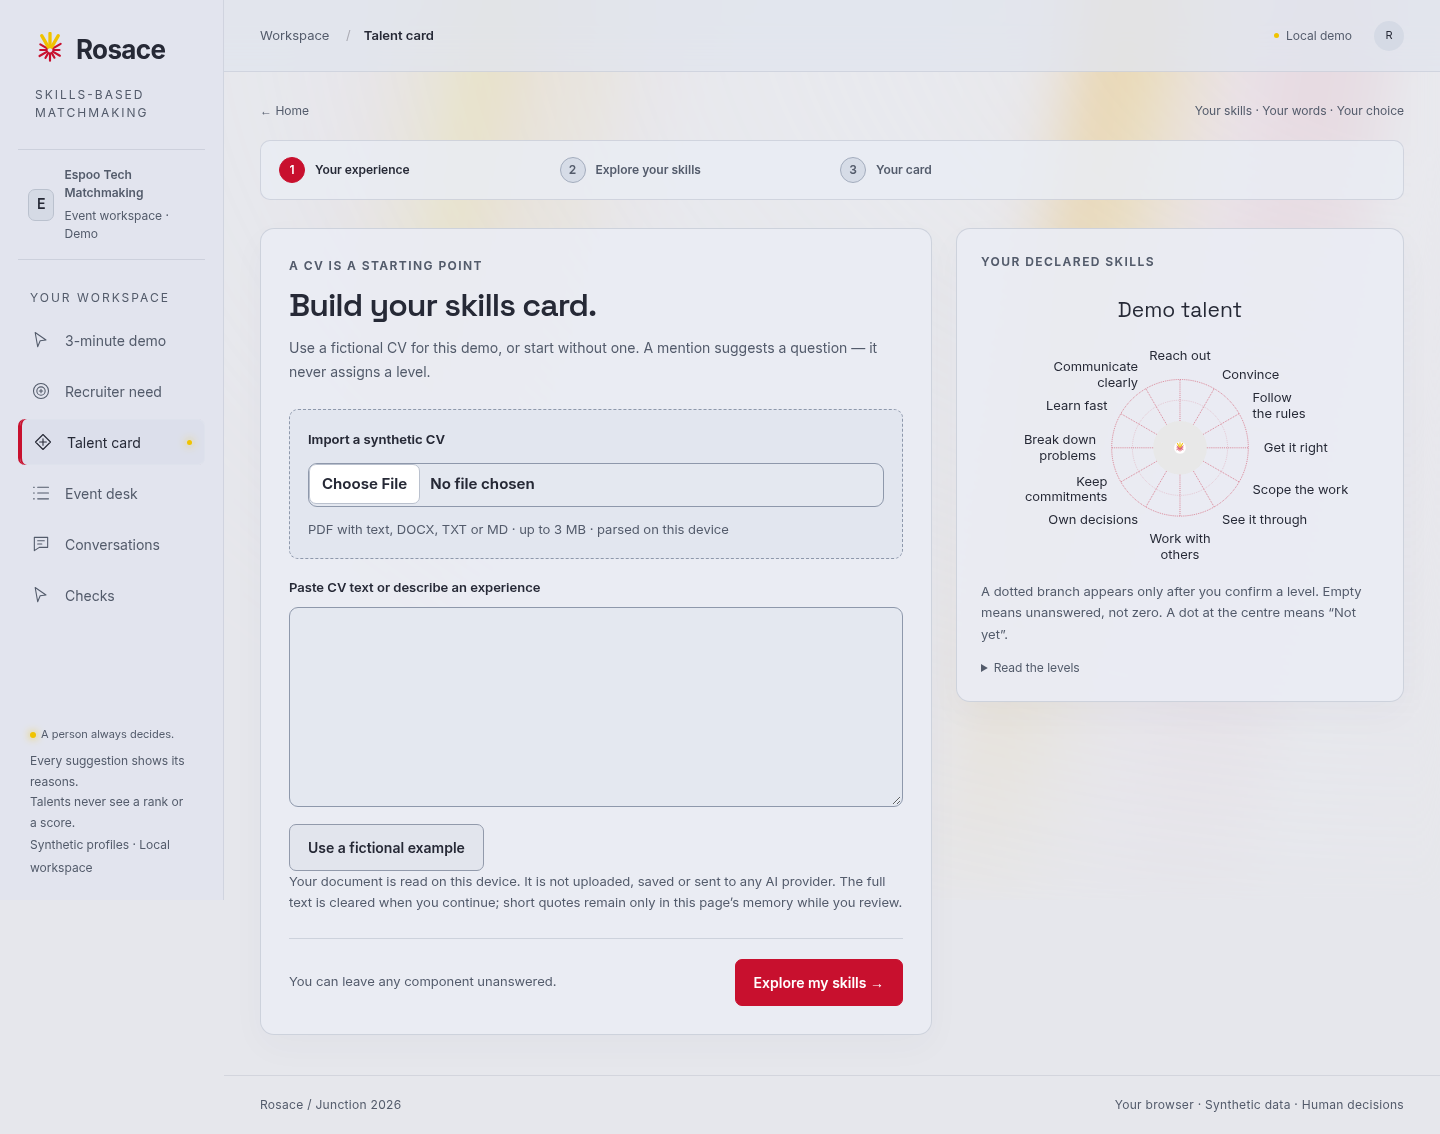 Rosace
SKILLS-BASED
MATCHMAKING
E
Espoo Tech
Matchmaking
Event workspace ·
Demo
YOUR WORKSPACE
3-minute demo
Recruiter need
Talent card
Event desk
Conversations
Checks
A person always decides.
Every suggestion shows its
reasons.
Talents never see a rank or
a score.
Synthetic profiles · Local
workspace
Workspace / Talent card
Local demo
R
← Home
Your skills · Your words · Your choice
1 Your experience
2 Explore your skills
3 Your card
A CV IS A STARTING POINT
Build your skills card.
Use a fictional CV for this demo, or start without one. A mention suggests a question — it
never assigns a level.
Import a synthetic CV
Choose File No file chosen
PDF with text, DOCX, TXT or MD · up to 3 MB · parsed on this device
Paste CV text or describe an experience
Use a fictional example
Your document is read on this device. It is not uploaded, saved or sent to any AI provider. The full
text is cleared when you continue; short quotes remain only in this page’s memory while you review.
You can leave any component unanswered.
Explore my skills →
YOUR DECLARED SKILLS
Demo talent
Reach out
Convince
Follow
the rules
Get it right
Scope the work
See it through
Work with
others
Own decisions
Keep
commitments
Break down
problems
Learn fast
Communicate
clearly
A dotted branch appears only after you confirm a level. Empty
means unanswered, not zero. A dot at the centre means “Not
yet”.
▶ Read the levels
Rosace / Junction 2026
Your browser · Synthetic data · Human decisions